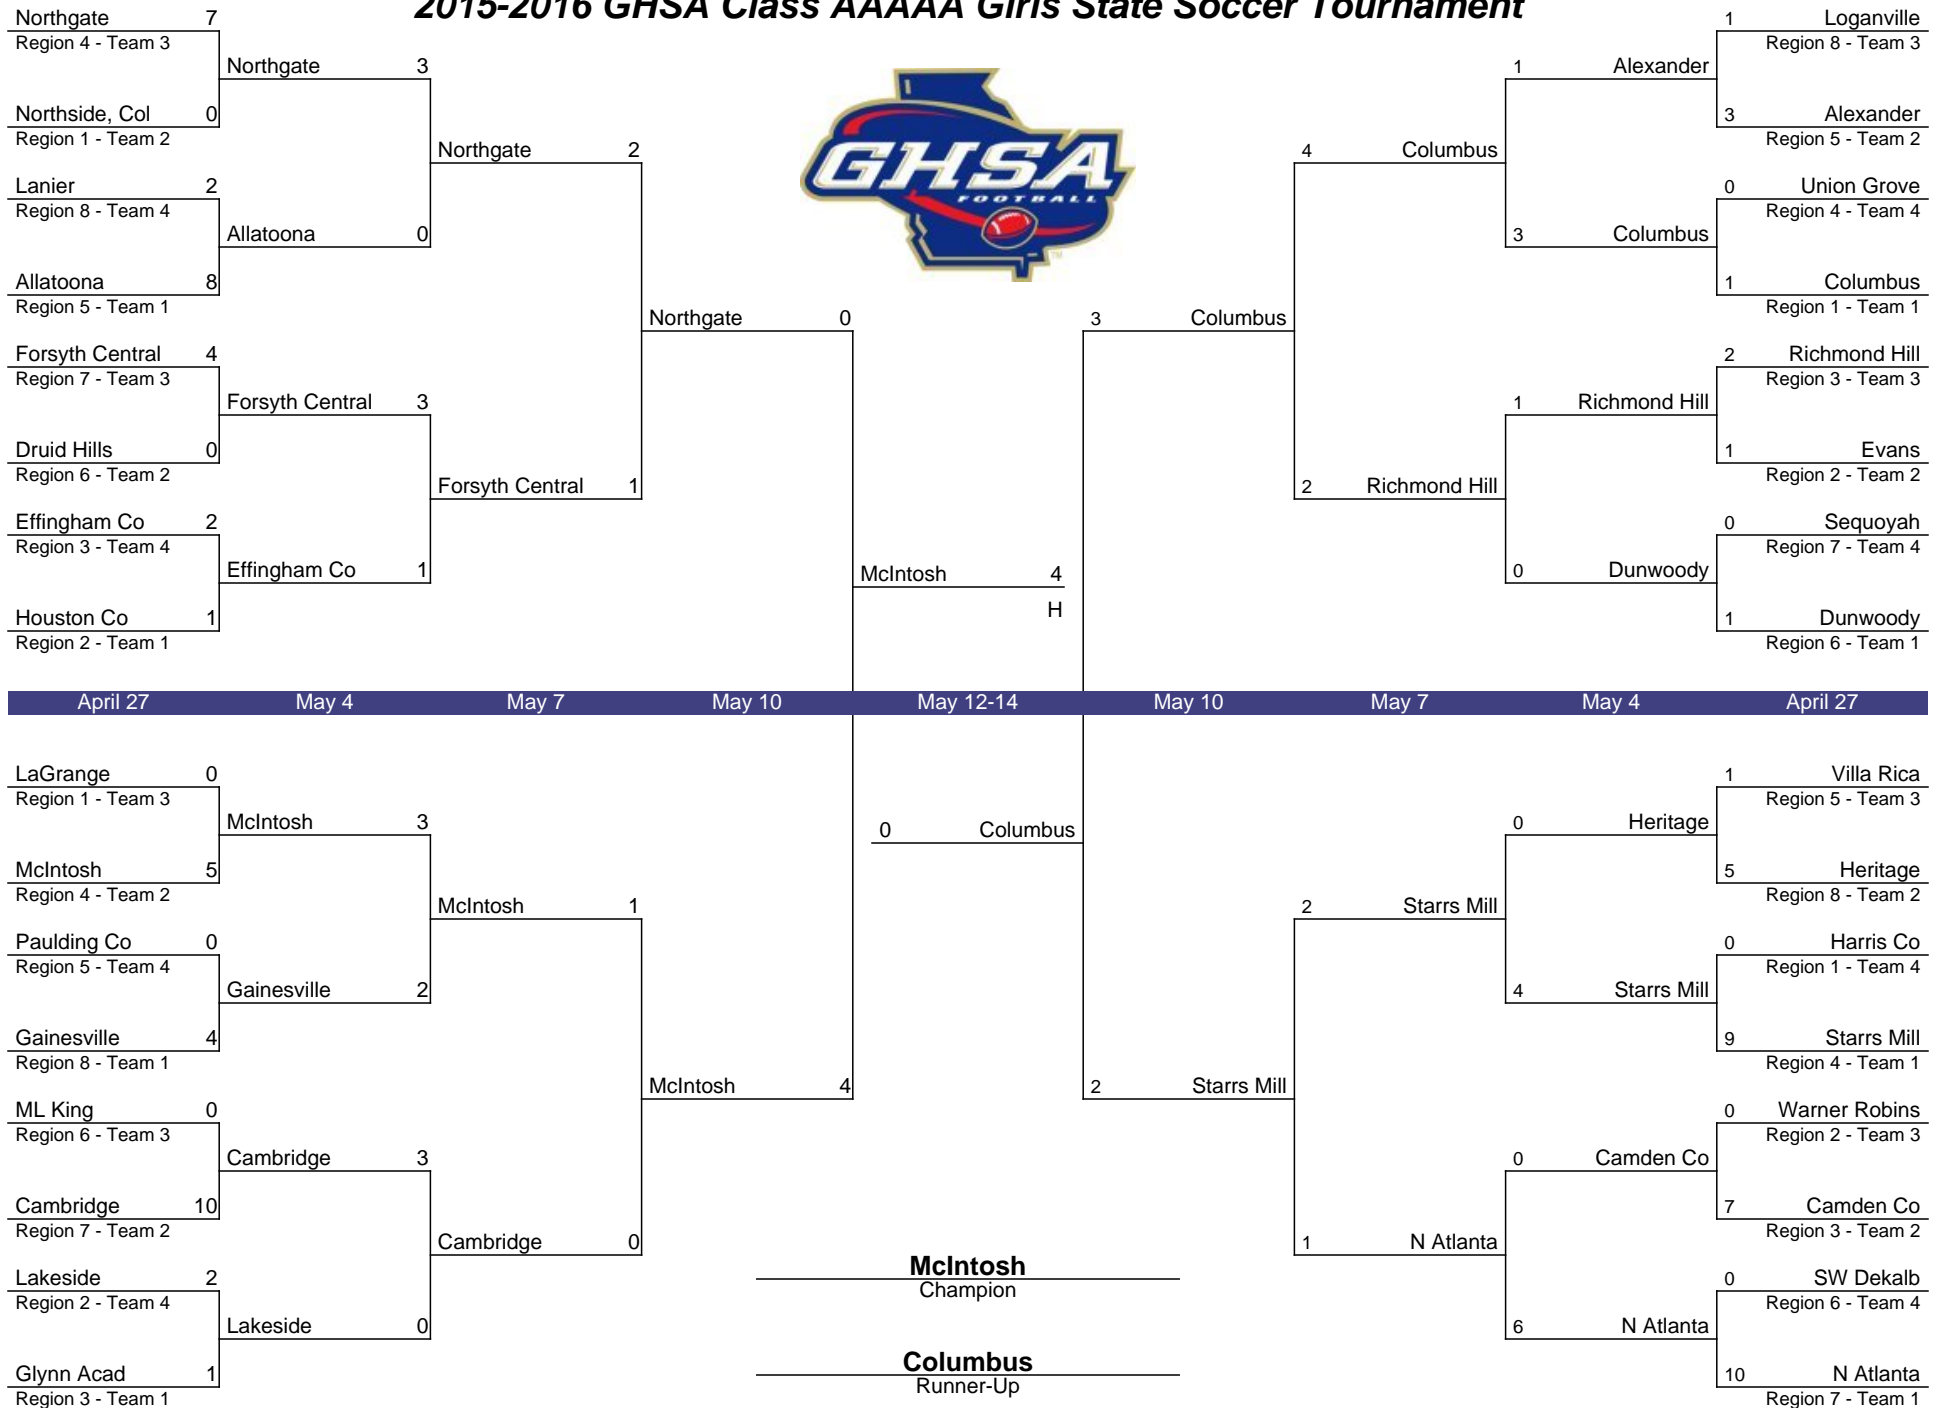 2015-2016 GHSA Class AAAAA Girls State Soccer Tournament
Northgate 7
Region 4 - Team 3
Northside, Col 0
Region 1 - Team 2
Lanier 2
Region 8 - Team 4
Allatoona 8
Region 5 - Team 1
Forsyth Central 4
Region 7 - Team 3
Druid Hills 0
Region 6 - Team 2
Effingham Co 2
Region 3 - Team 4
Houston Co 1
Region 2 - Team 1
Northgate 3
Allatoona 0
Forsyth Central 3
Effingham Co 1
Northgate 2
Forsyth Central 1
Northgate 0
GHSA
FOOTBALL
TM
McIntosh 4
H
3 Columbus
4 Columbus
2 Richmond Hill
1 Alexander
3 Columbus
1 Richmond Hill
0 Dunwoody
1 Loganville
Region 8 - Team 3
3 Alexander
Region 5 - Team 2
0 Union Grove
Region 4 - Team 4
1 Columbus
Region 1 - Team 1
2 Richmond Hill
Region 3 - Team 3
1 Evans
Region 2 - Team 2
0 Sequoyah
Region 7 - Team 4
1 Dunwoody
Region 6 - Team 1
April 27 May 4 May 7 May 10 May 12-14 May 10 May 7 May 4 April 27
LaGrange 0
Region 1 - Team 3
McIntosh 5
Region 4 - Team 2
Paulding Co 0
Region 5 - Team 4
Gainesville 4
Region 8 - Team 1
ML King 0
Region 6 - Team 3
Cambridge 10
Region 7 - Team 2
Lakeside 2
Region 2 - Team 4
Glynn Acad 1
Region 3 - Team 1
McIntosh 3
Gainesville 2
Cambridge 3
Lakeside 0
McIntosh 1
Cambridge 0
McIntosh 4
0 Columbus
McIntosh
Champion
Columbus
Runner-Up
2 Starrs Mill
2 Starrs Mill
1 N Atlanta
0 Heritage
4 Starrs Mill
0 Camden Co
6 N Atlanta
1 Villa Rica
Region 5 - Team 3
5 Heritage
Region 8 - Team 2
0 Harris Co
Region 1 - Team 4
9 Starrs Mill
Region 4 - Team 1
0 Warner Robins
Region 2 - Team 3
7 Camden Co
Region 3 - Team 2
0 SW Dekalb
Region 6 - Team 4
10 N Atlanta
Region 7 - Team 1